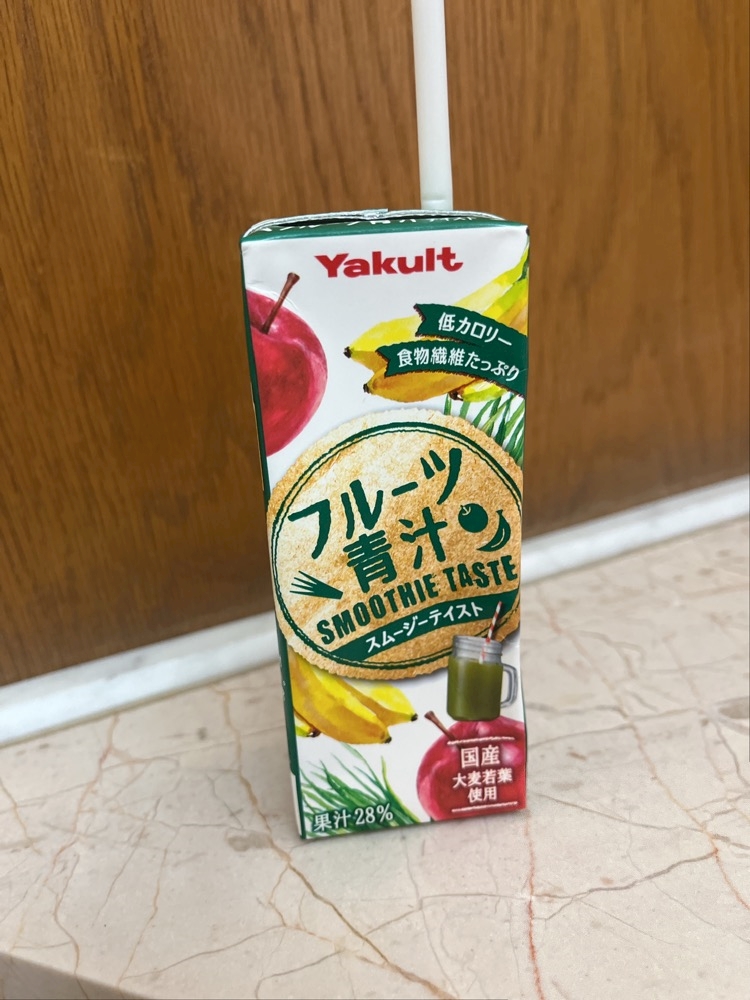 Yakult
低カロリー
食物繊維たっぷり
フルーツ
青汁
SMOOTHIE TASTE
スムージーテイスト
国産
大麦若葉
使用
果汁28%